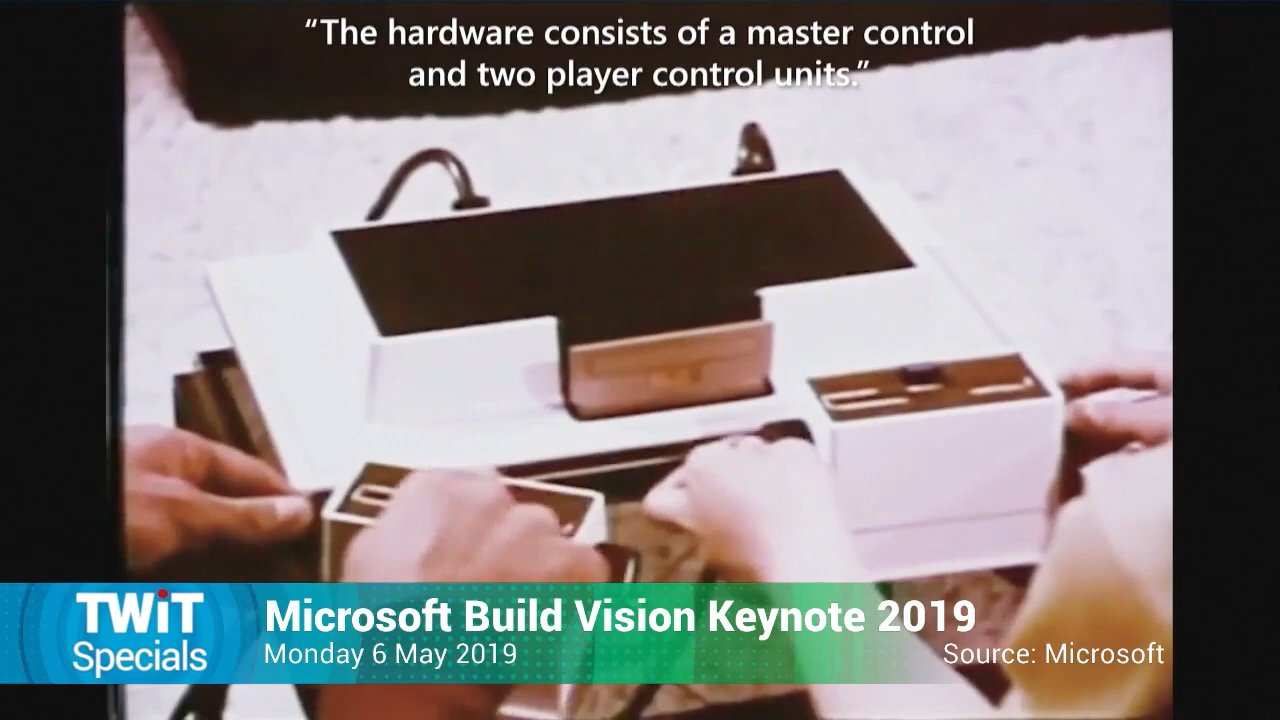 “The hardware consists of a master control
and two player control units.”
TWiT
Specials
Microsoft Build Vision Keynote 2019
Monday 6 May 2019
Source: Microsoft